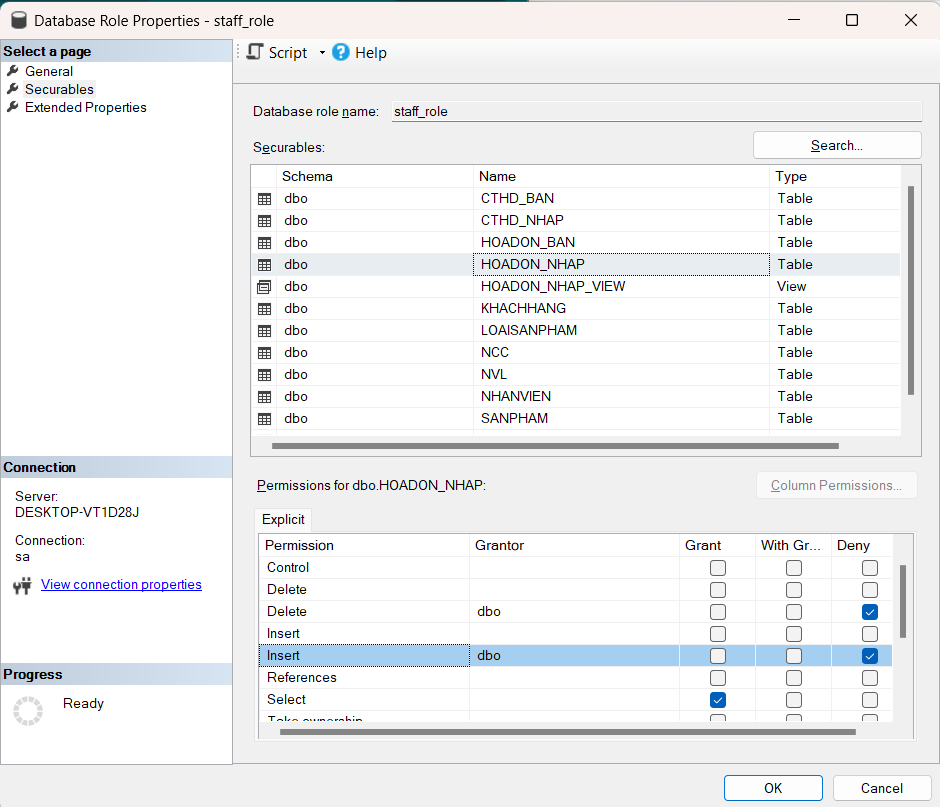 Database Role Properties - staff_role
Select a page
General
Securables
Extended Properties
Script
Help
Database role name: staff_role
Securables:
Search...
Schema Name Type
dbo CTHD_BAN Table
dbo CTHD_NHAP Table
dbo HOADON_BAN Table
dbo HOADON_NHAP Table
dbo HOADON_NHAP_VIEW View
dbo KHACHHANG Table
dbo LOAISANPHAM Table
dbo NCC Table
dbo NVL Table
dbo NHANVIEN Table
dbo SANPHAM Table
Connection
Server:
DESKTOP-VT1D28J
Connection:
sa
View connection properties
Progress
Ready
Permissions for dbo.HOADON_NHAP:
Column Permissions...
Explicit
Permission Grantor Grant With Gr... Deny
Control
Delete
Delete dbo
Insert
Insert dbo
References
Select
Take ownership
OK Cancel